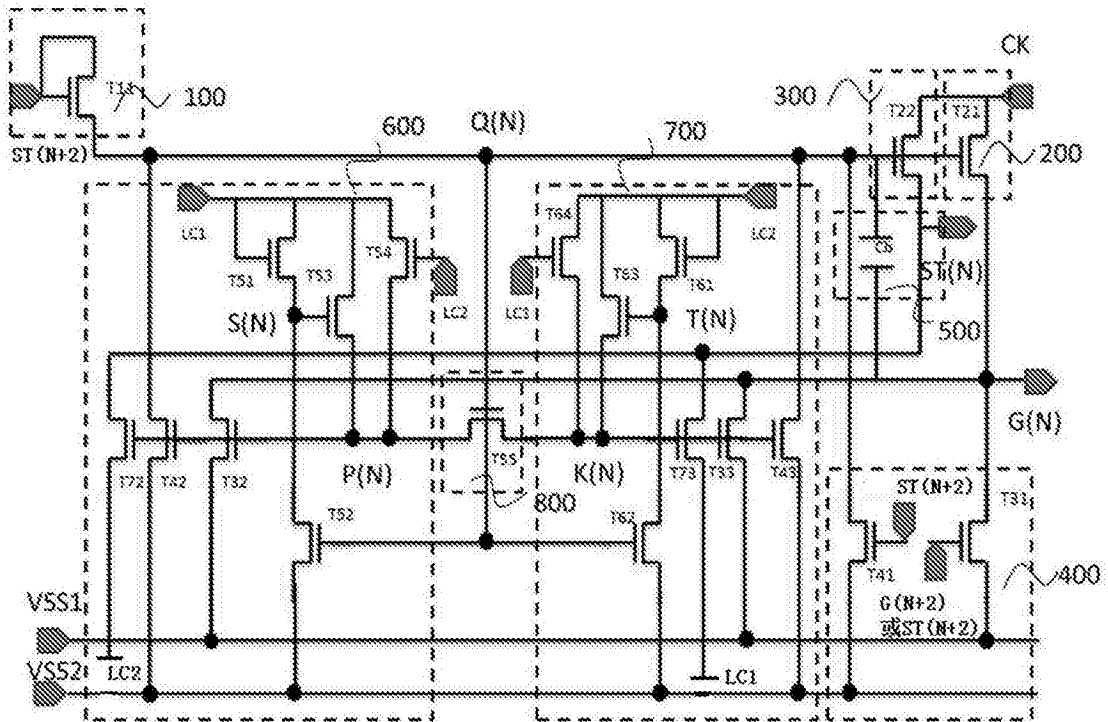 CK
T11
100
300
T22
T21
600
Q(N)
700
ST(N+2)
200
LC1
T64
LC2
T51
T53
T54
T63
T61
Cb
ST(N)
LC2
LC1
S(N)
T(N)
500
G(N)
T72
T42
T32
P(N)
T55
K(N)
T73
T33
T43
800
ST(N+2)
T31
T52
T62
T41
400
G(N+2)
或ST(N+2)
VSS1
VSS2
LC2
LC1